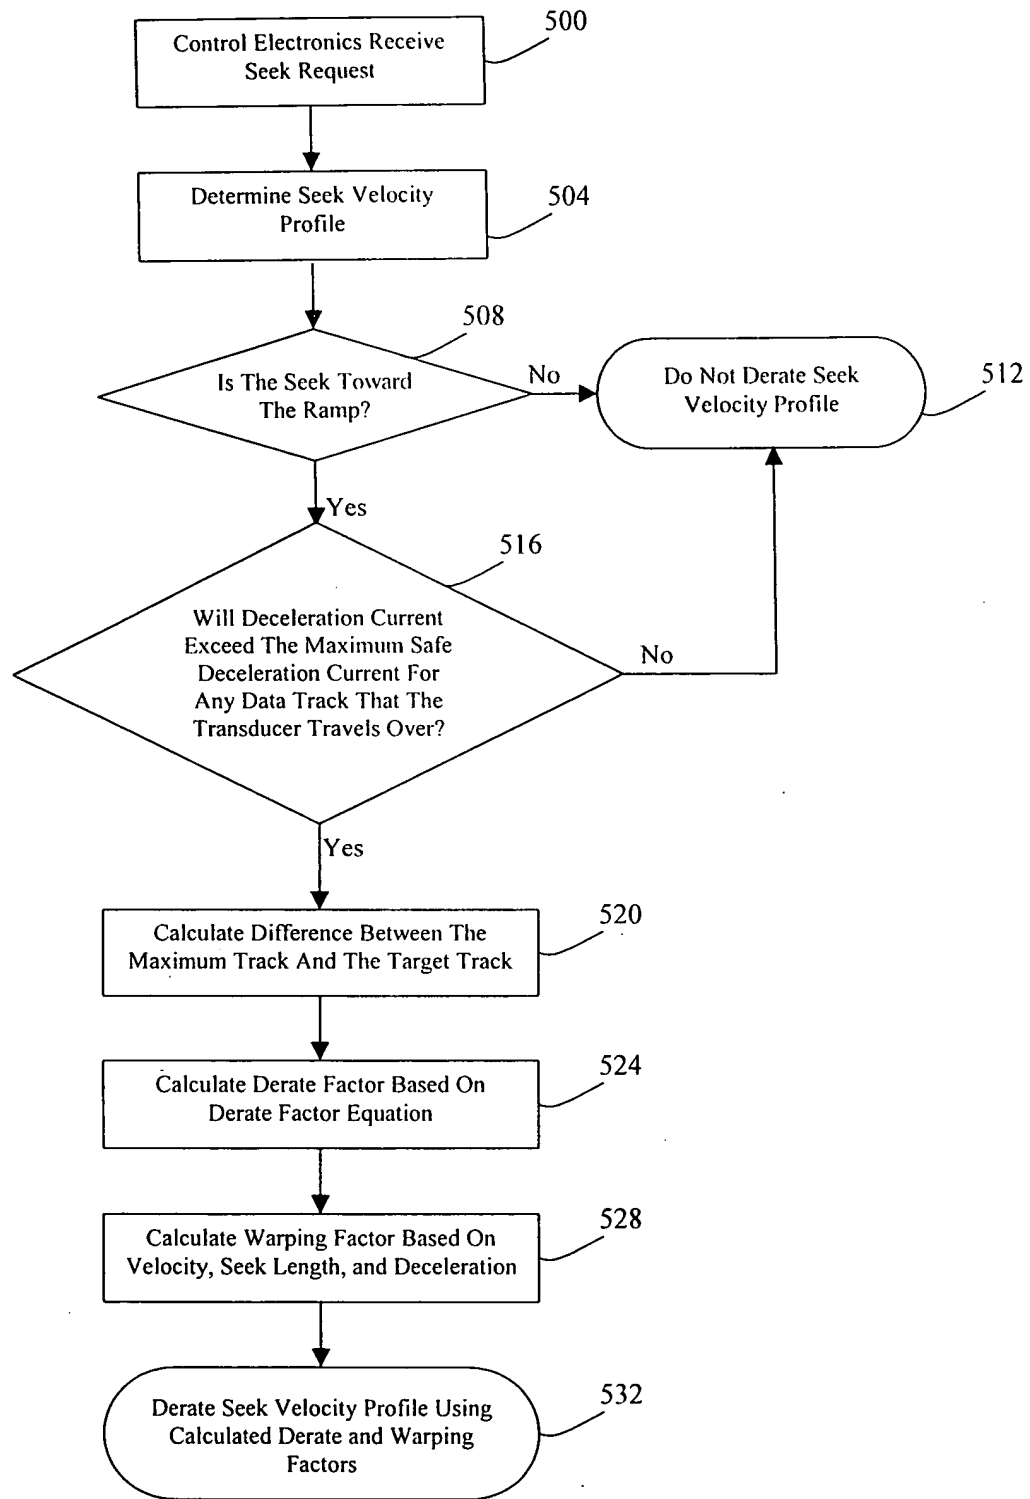 500
Control Electronics Receive
Seek Request
504
Determine Seek Velocity
Profile
508
Is The Seek Toward
The Ramp?
No
Do Not Derate Seek
Velocity Profile
512
Yes
516
Will Deceleration Current
Exceed The Maximum Safe
Deceleration Current For
Any Data Track That The
Transducer Travels Over?
No
Yes
520
Calculate Difference Between The
Maximum Track And The Target Track
524
Calculate Derate Factor Based On
Derate Factor Equation
528
Calculate Warping Factor Based On
Velocity, Seek Length, and Deceleration
532
Derate Seek Velocity Profile Using
Calculated Derate and Warping
Factors